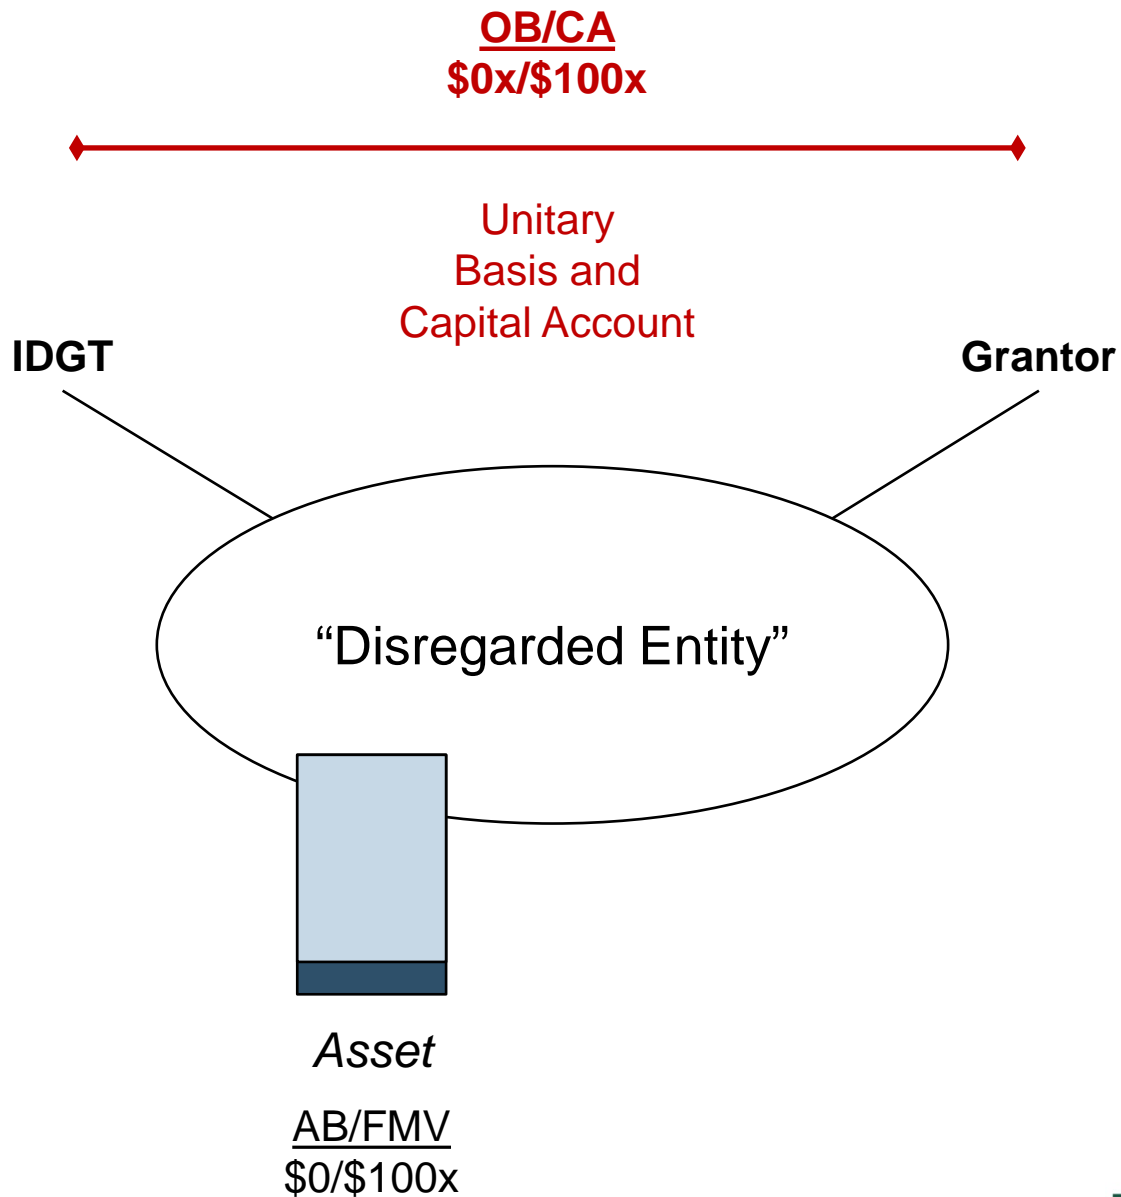 OB/CA
$0x/$100x
Unitary
Basis and
Capital Account
IDGT
Grantor
“Disregarded Entity”
Asset
AB/FMV
$0/$100x